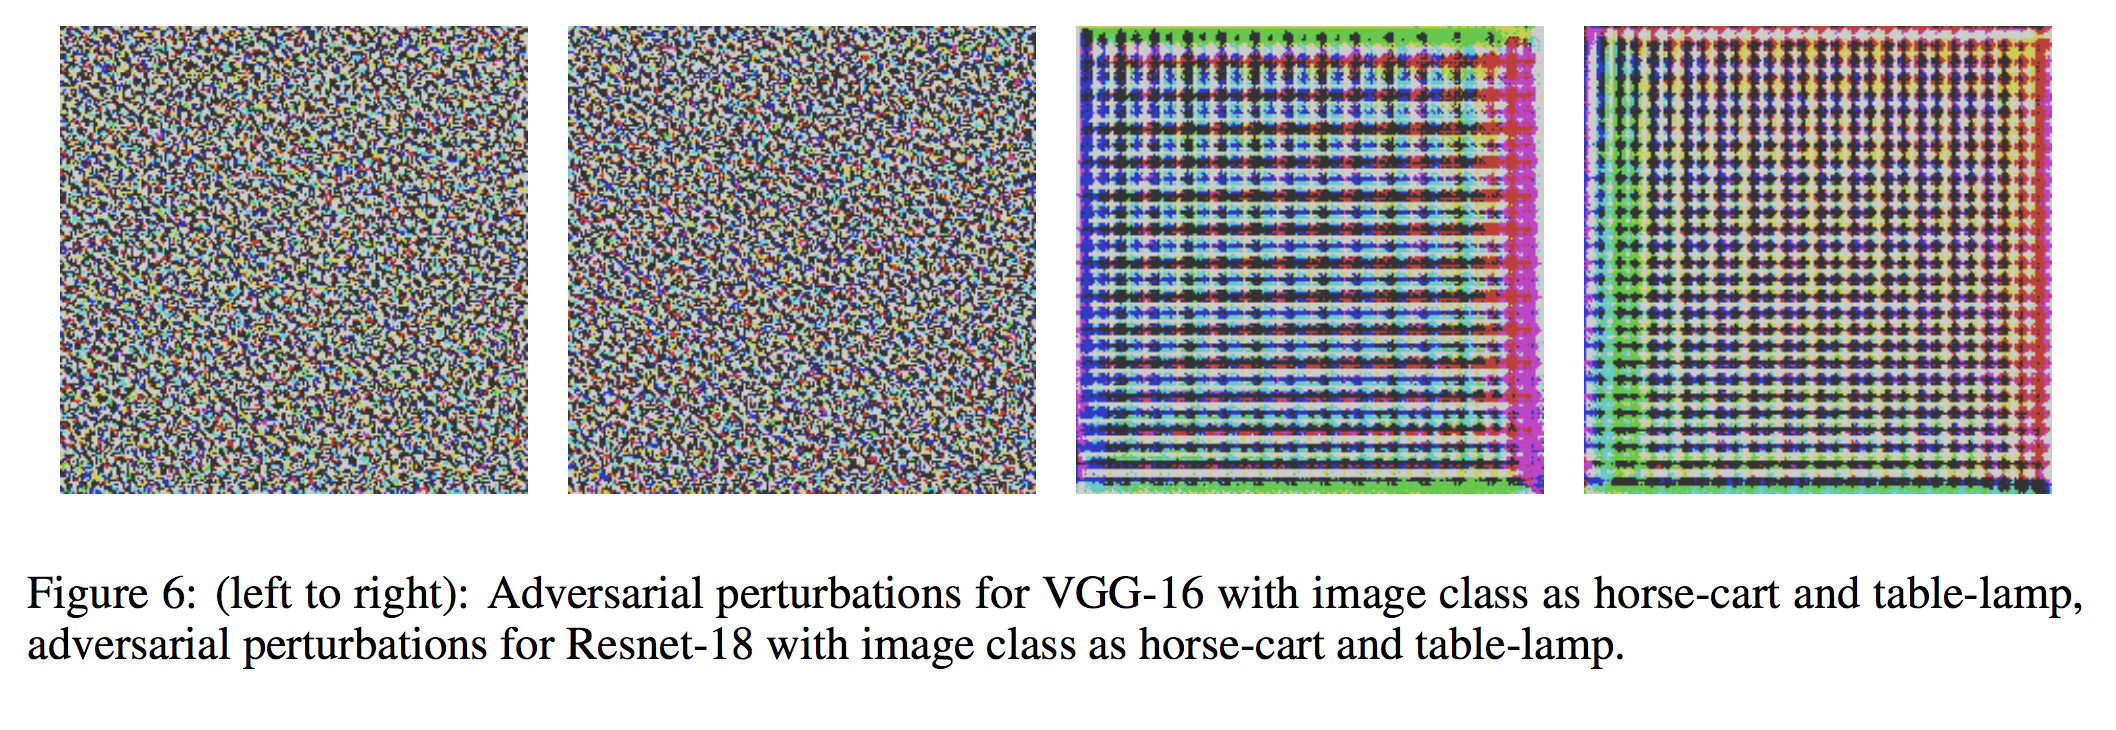 Figure 6: (left to right): Adversarial perturbations for VGG-16 with image class as horse-cart and table-lamp,
adversarial perturbations for Resnet-18 with image class as horse-cart and table-lamp.